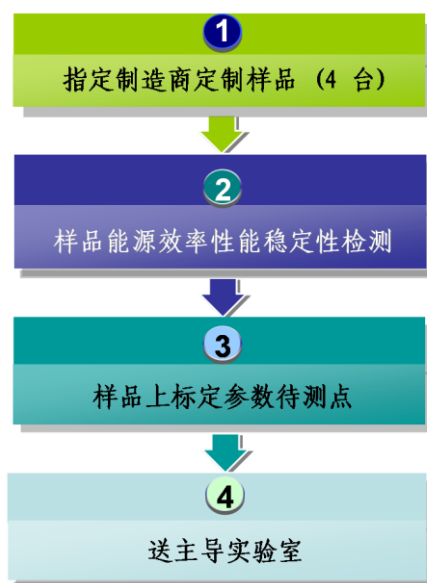 1
指定制造商定制样品 (4 台)
2
样品能源效率性能稳定性检测
3
样品上标定参数待测点
4
送主导实验室